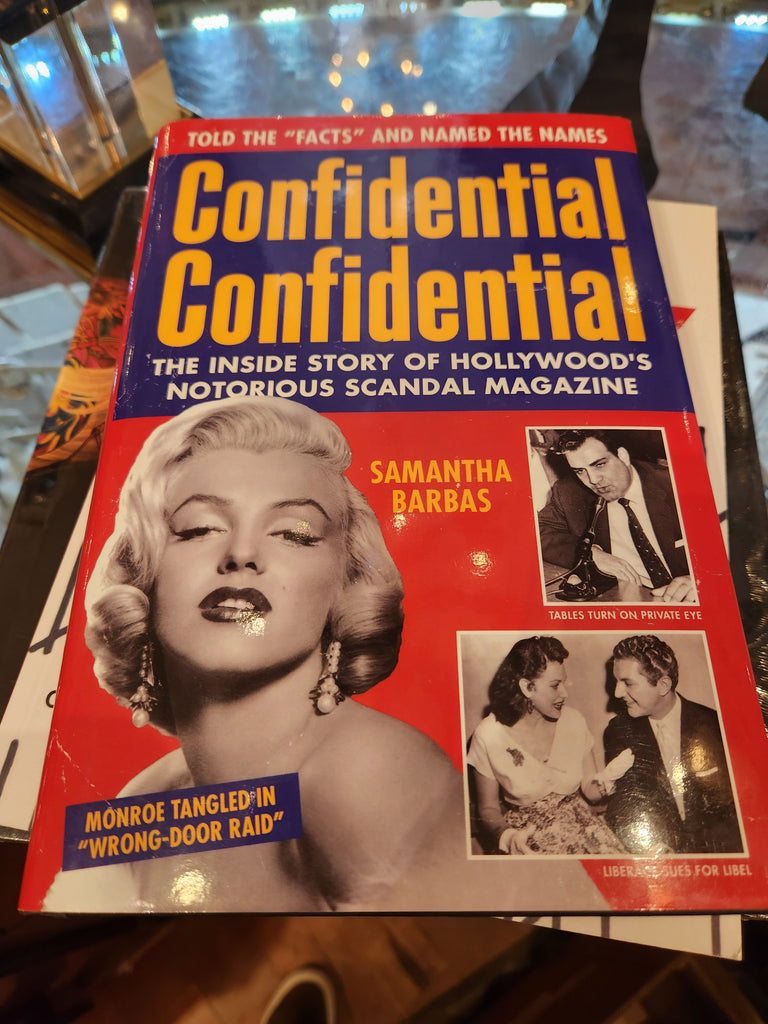 TOLD THE "FACTS" AND NAMED THE NAMES
Confidential
Confidential
THE INSIDE STORY OF HOLLYWOOD'S
NOTORIOUS SCANDAL MAGAZINE
SAMANTHA
BARBAS
TABLES TURN ON PRIVATE EYE
MONROE TANGLED IN
"WRONG-DOOR RAID"
SUES FOR LIBEL